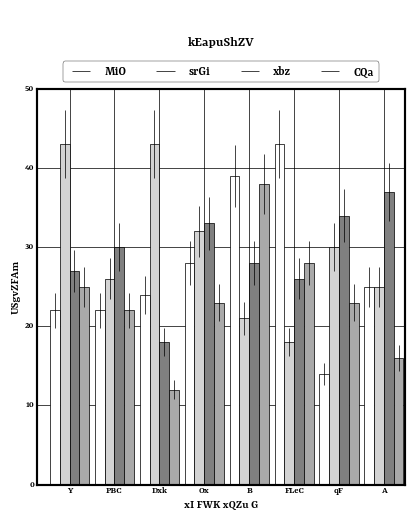 kEapuShZV
MiO srGi xbz CQa
50
40
30
20
10
0
USgvZFAm
Y PBC Dxk Ox B FLeC qF A
xI FWK xQZu G